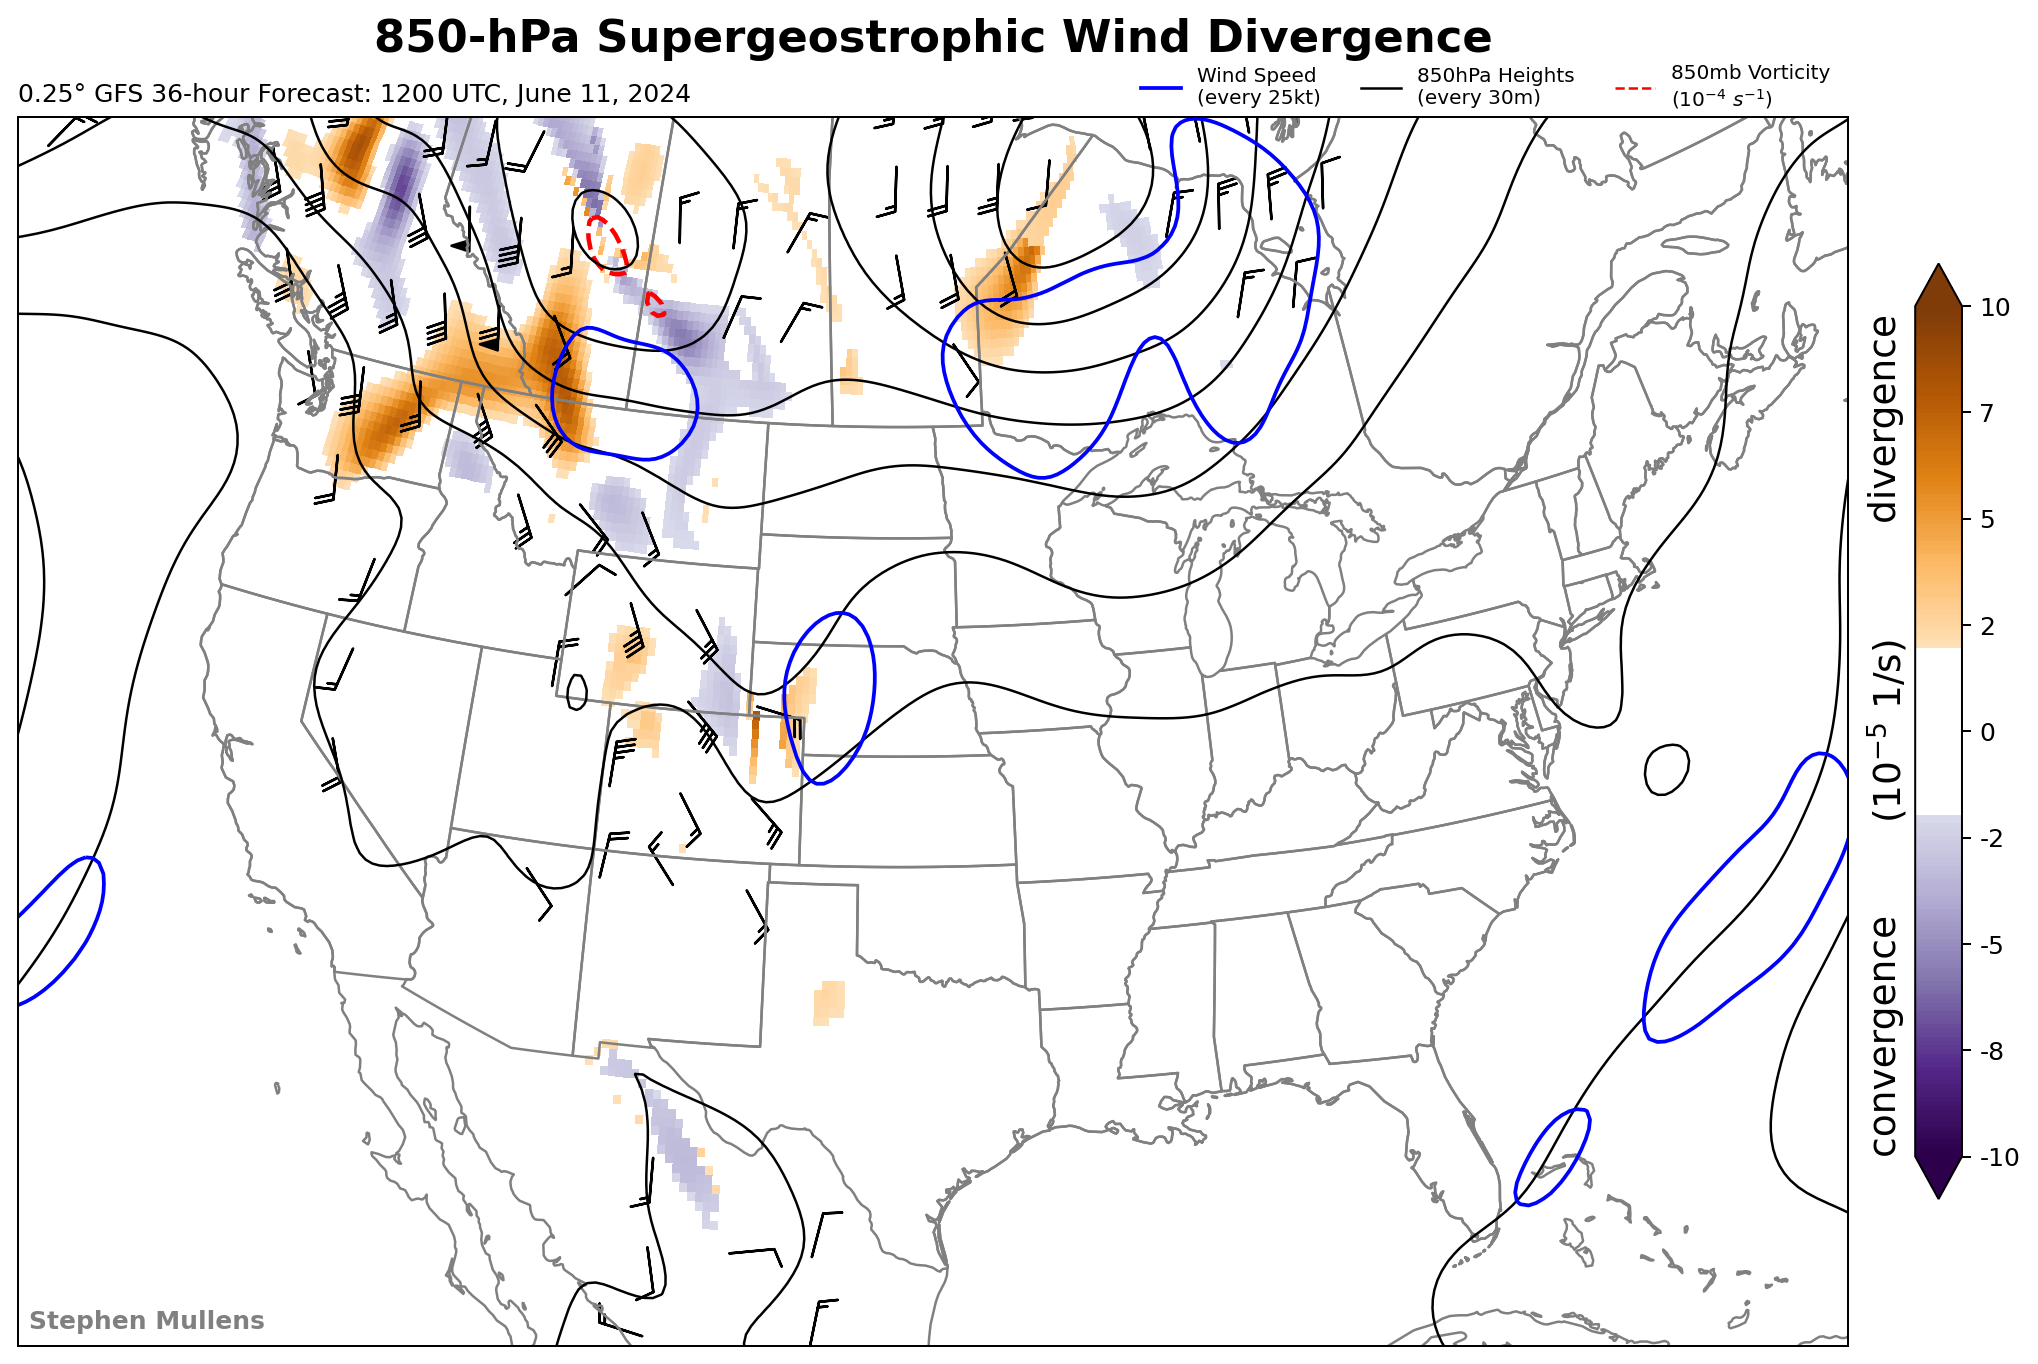 850-hPa Supergeostrophic Wind Divergence
0.25° GFS 36-hour Forecast: 1200 UTC, June 11, 2024
Wind Speed
(every 25kt)
850hPa Heights
(every 30m)
850mb Vorticity
(10⁻⁴ s⁻¹)
10
7
5
2
0
-2
-5
-8
-10
convergence (10⁻⁵ 1/s) divergence
Stephen Mullens